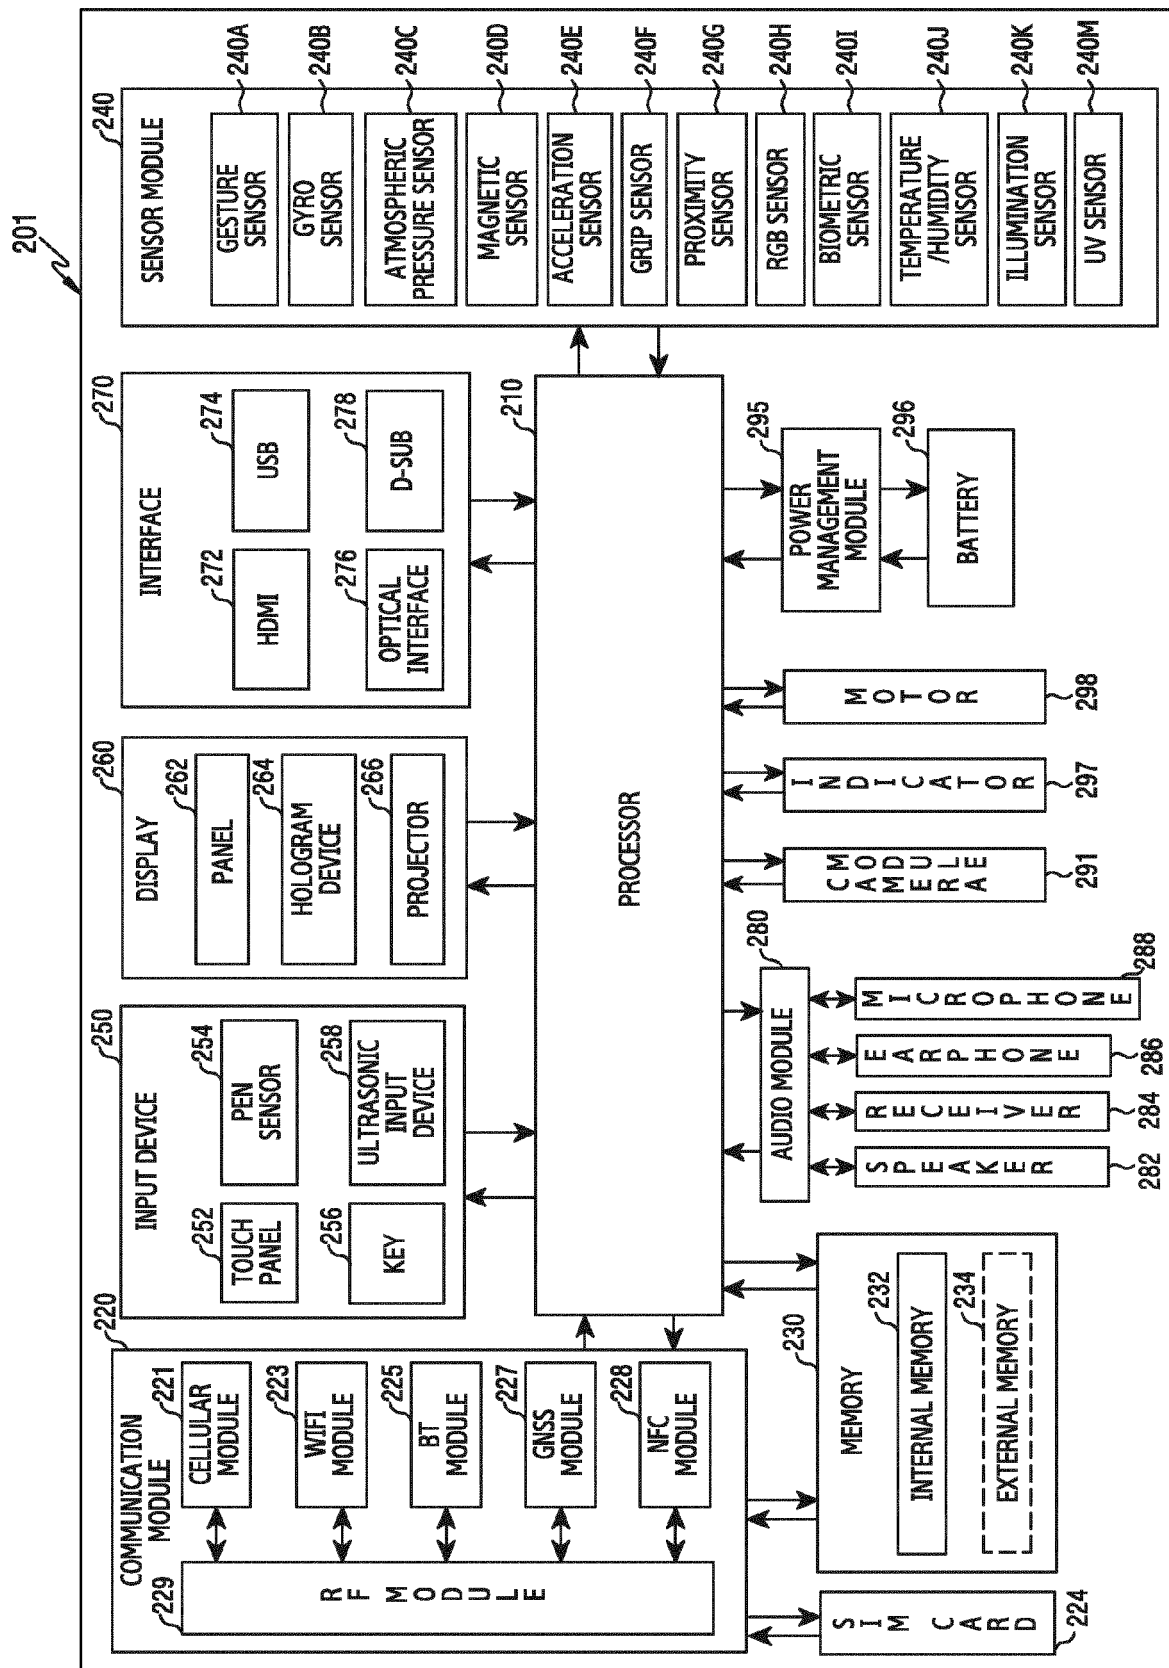 201
COMMUNICATION
MODULE
220
229
RF MODULE
221
CELLULAR
MODULE
223
WIFI
MODULE
225
BT
MODULE
227
GNSS
MODULE
228
NFC
MODULE
SIM CARD
224
INPUT DEVICE
250
252
TOUCH
PANEL
254
PEN
SENSOR
256
KEY
258
ULTRASONIC
INPUT
DEVICE
DISPLAY
260
262
PANEL
264
HOLOGRAM
DEVICE
266
PROJECTOR
INTERFACE
270
272
HDMI
274
USB
276
OPTICAL
INTERFACE
278
D-SUB
SENSOR MODULE
240
GESTURE
SENSOR
240A
GYRO
SENSOR
240B
ATMOSPHERIC
PRESSURE SENSOR
240C
MAGNETIC
SENSOR
240D
ACCELERATION
SENSOR
240E
GRIP SENSOR
240F
PROXIMITY
SENSOR
240G
RGB SENSOR
240H
BIOMETRIC
SENSOR
240I
TEMPERATURE
/HUMIDITY
SENSOR
240J
ILLUMINATION
SENSOR
240K
UV SENSOR
240M
PROCESSOR
210
230
MEMORY
232
INTERNAL MEMORY
234
EXTERNAL MEMORY
280
AUDIO MODULE
SPEAKER
282
RECEIVER
284
EARPHONE
286
MICROPHONE
288
CAMERA
MODULE
291
INDICATOR
297
MOTOR
298
295
POWER
MANAGEMENT
MODULE
296
BATTERY